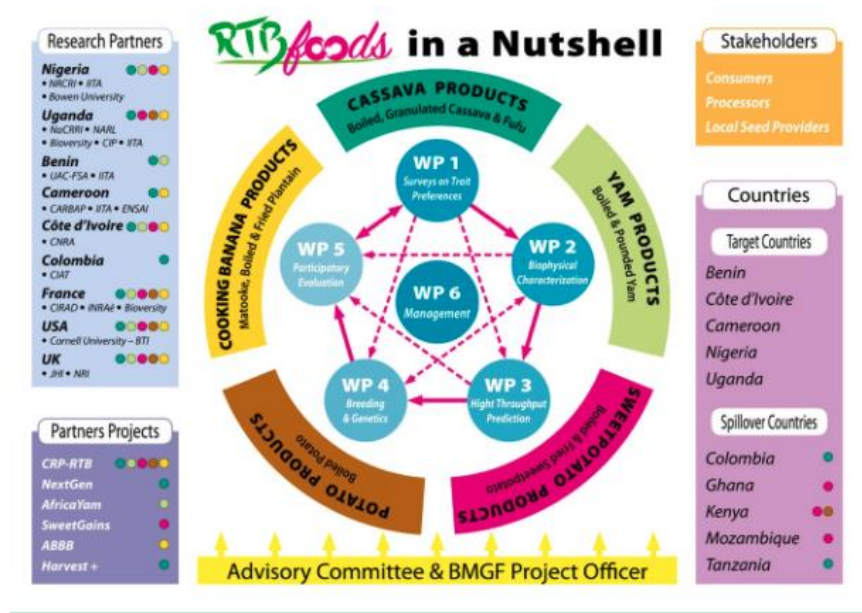 RTBfoods in a Nutshell
Research Partners
Nigeria
• NRCRI • IITA
• Bowen University
Uganda
• NaCRRI • NARL
• Bioversity • CIP • IITA
Benin
• UAC-FSA • IITA
Cameroon
• CARBAP • IITA • ENSAI
Côte d'Ivoire
• CNRA
Colombia
• CIAT
France
• CIRAD • INRAé • Bioversity
USA
• Cornell University – BTI
UK
• JHI • NRI
Partners Projects
CRP-RTB
NextGen
AfricaYam
SweetGains
ABBB
Harvest +
CASSAVA PRODUCTS
Boiled, Granulated Cassava & Fufu
YAM PRODUCTS
Boiled & Pounded Yam
SWEETPOTATO PRODUCTS
Boiled & Fried Sweetpotato
POTATO PRODUCTS
Boiled Potato
COOKING BANANA PRODUCTS
Matooke, Boiled & Fried Plantain
WP 1
Surveys on Trait
Preferences
WP 2
Biophysical
Characterization
WP 3
Hight Throughput
Prediction
WP 4
Breeding
& Genetics
WP 5
Participatory
Evaluation
WP 6
Management
Advisory Committee & BMGF Project Officer
Stakeholders
Consumers
Processors
Local Seed Providers
Countries
Target Countries
Benin
Côte d'Ivoire
Cameroon
Nigeria
Uganda
Spillover Countries
Colombia
Ghana
Kenya
Mozambique
Tanzania